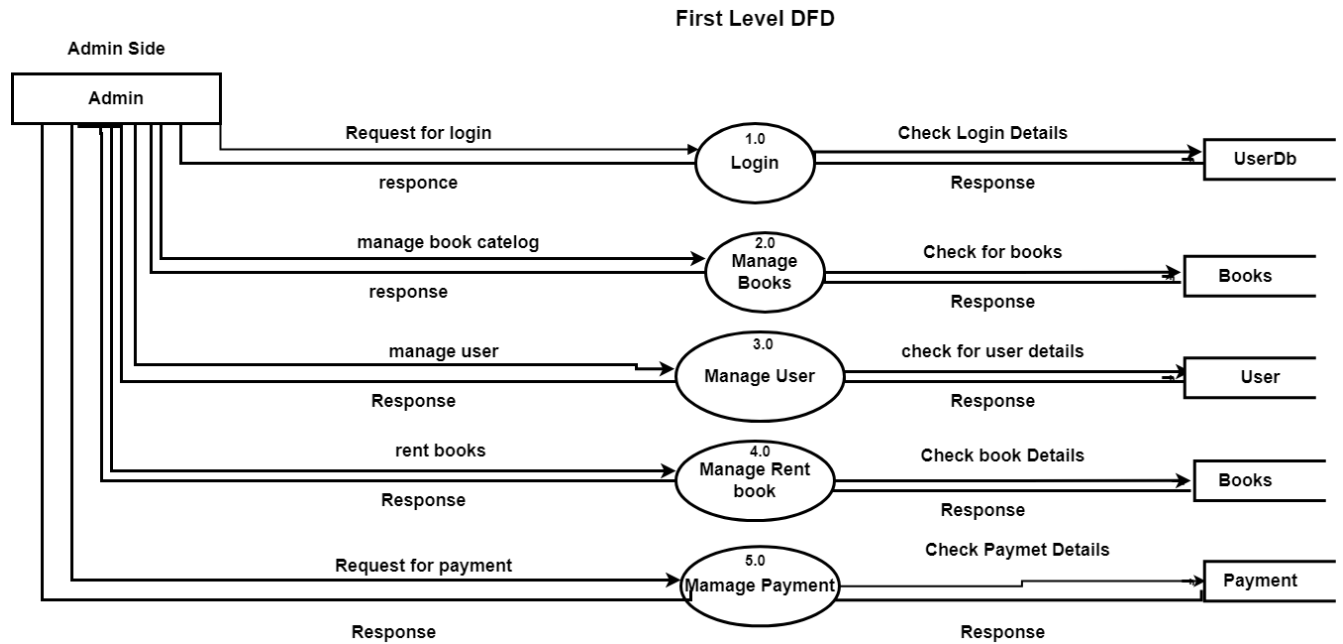 First Level DFD
Admin Side
Admin
Request for login
1.0
Login
Check Login Details
UserDb
responce
Response
manage book catelog
2.0
Manage
Books
Check for books
Books
response
Response
manage user
3.0
Manage User
check for user details
User
Response
Response
rent books
4.0
Manage Rent
book
Check book Details
Books
Response
Response
Request for payment
5.0
Mamage Payment
Check Paymet Details
Payment
Response
Response